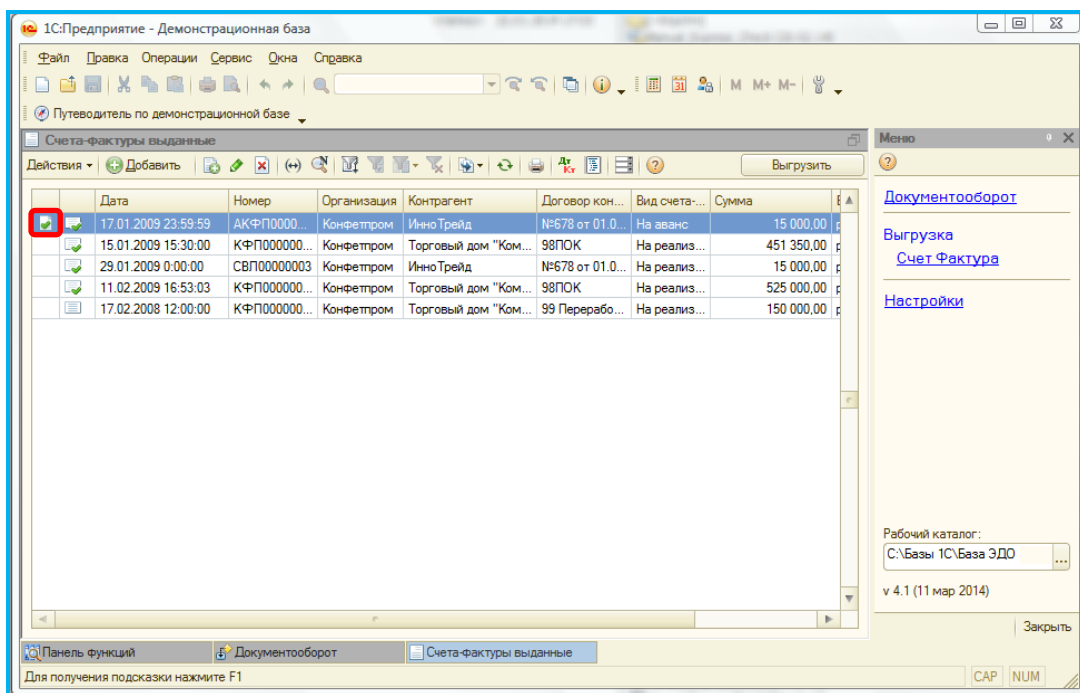 1С:Предприятие - Демонстрационная база
Файл Правка Операции Сервис Окна Справка
M M+ M-
Путеводитель по демонстрационной базе
Счета-фактуры выданные
Меню
Действия Добавить Выгрузить
Дата Номер Организация Контрагент Договор кон... Вид счета-... Сумма
17.01.2009 23:59:59 АКФП0000... Конфетпром ИнноТрейд №678 от 01.0... На аванс 15 000,00
15.01.2009 15:30:00 КФП000000... Конфетпром Торговый дом "Ком... 98ПОК На реализ... 451 350,00
29.01.2009 0:00:00 СВП00000003 Конфетпром ИнноТрейд №678 от 01.0... На реализ... 15 000,00
11.02.2009 16:53:03 КФП000000... Конфетпром Торговый дом "Ком... 98ПОК На реализ... 525 000,00
17.02.2008 12:00:00 КФП000000... Конфетпром Торговый дом "Ком... 99 Перерабо... На реализ... 150 000,00
Документооборот
Выгрузка
Счет Фактура
Настройки
Рабочий каталог:
С:\Базы 1С\База ЭДО ...
v 4.1 (11 мар 2014)
Закрыть
Панель функций Документооборот Счета-фактуры выданные
Для получения подсказки нажмите F1 CAP NUM